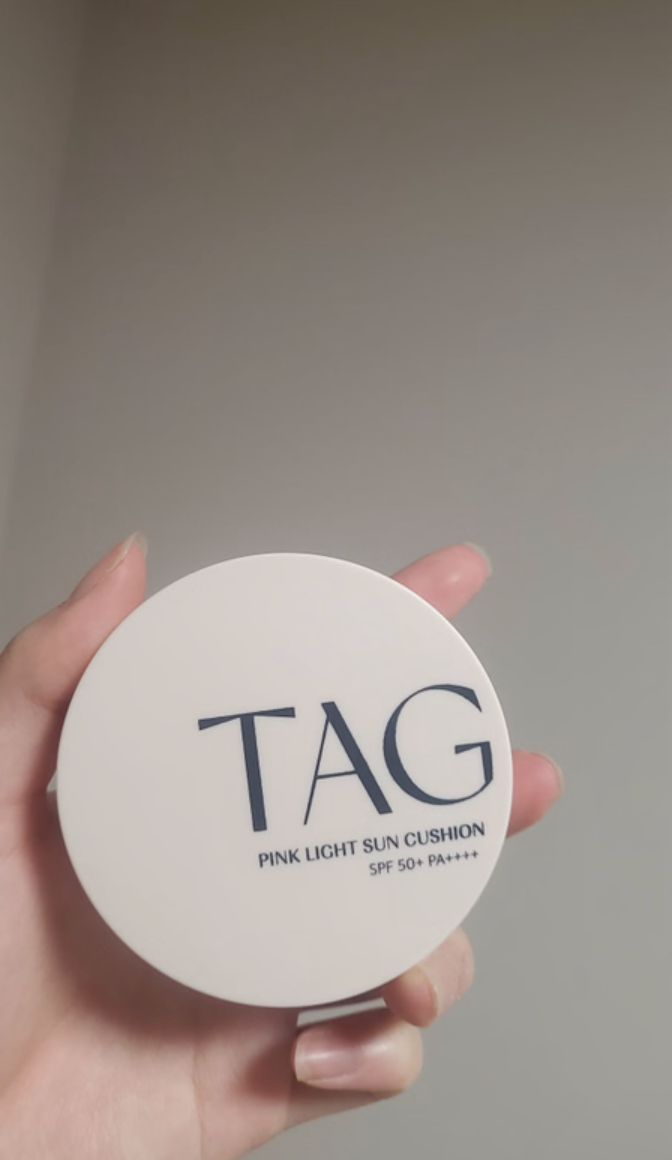 TAG
PINK LIGHT SUN CUSHION
SPF 50+ PA++++